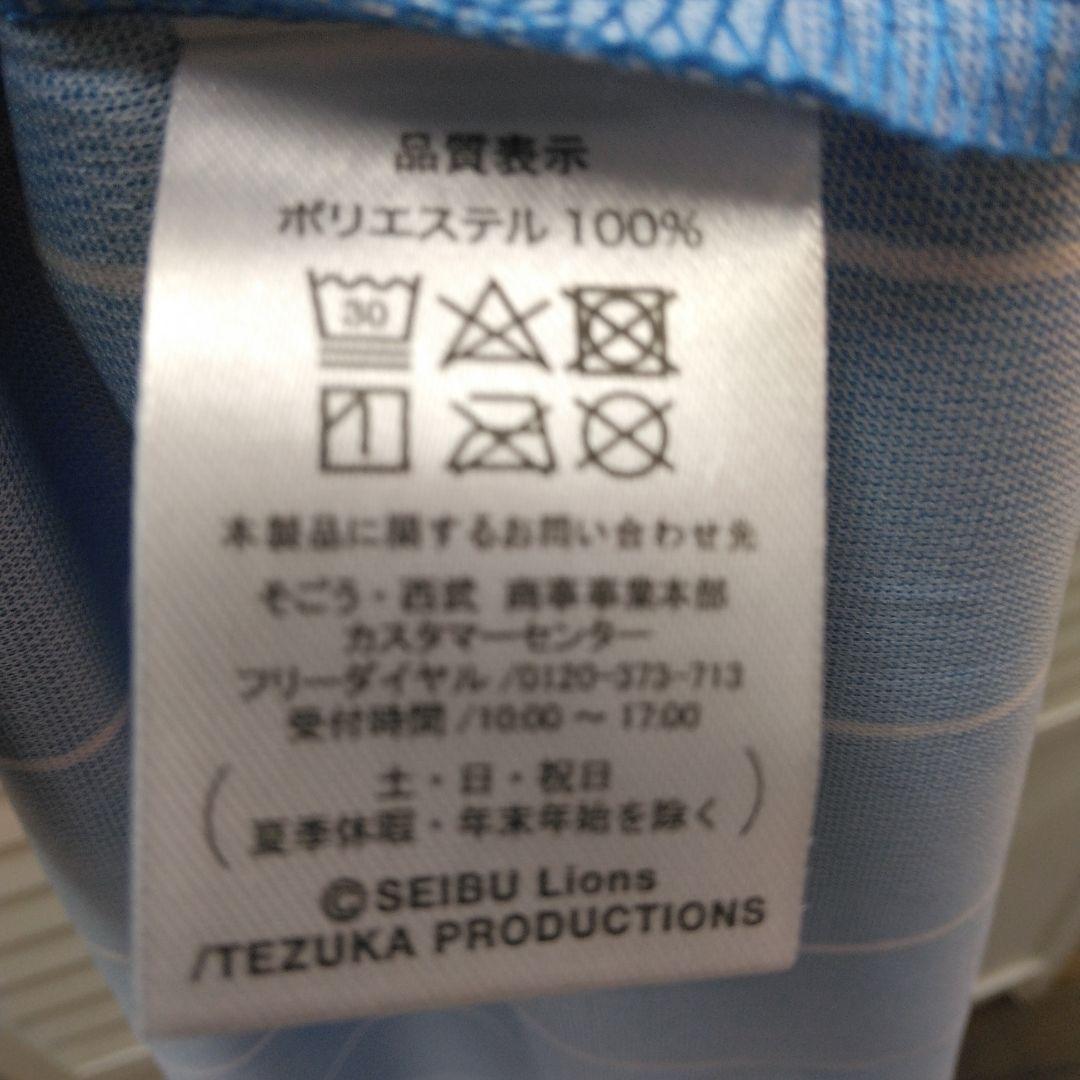 品質表示
ポリエステル 100%
30
本製品に関するお問い合わせ先
そごう・西武 商事事業本部
カスタマーセンター
フリーダイヤル /0120-373-713
受付時間 /10:00 〜 17:00
(土・日・祝日
夏季休暇・年末年始を除く)
©SEIBU Lions
/TEZUKA PRODUCTIONS